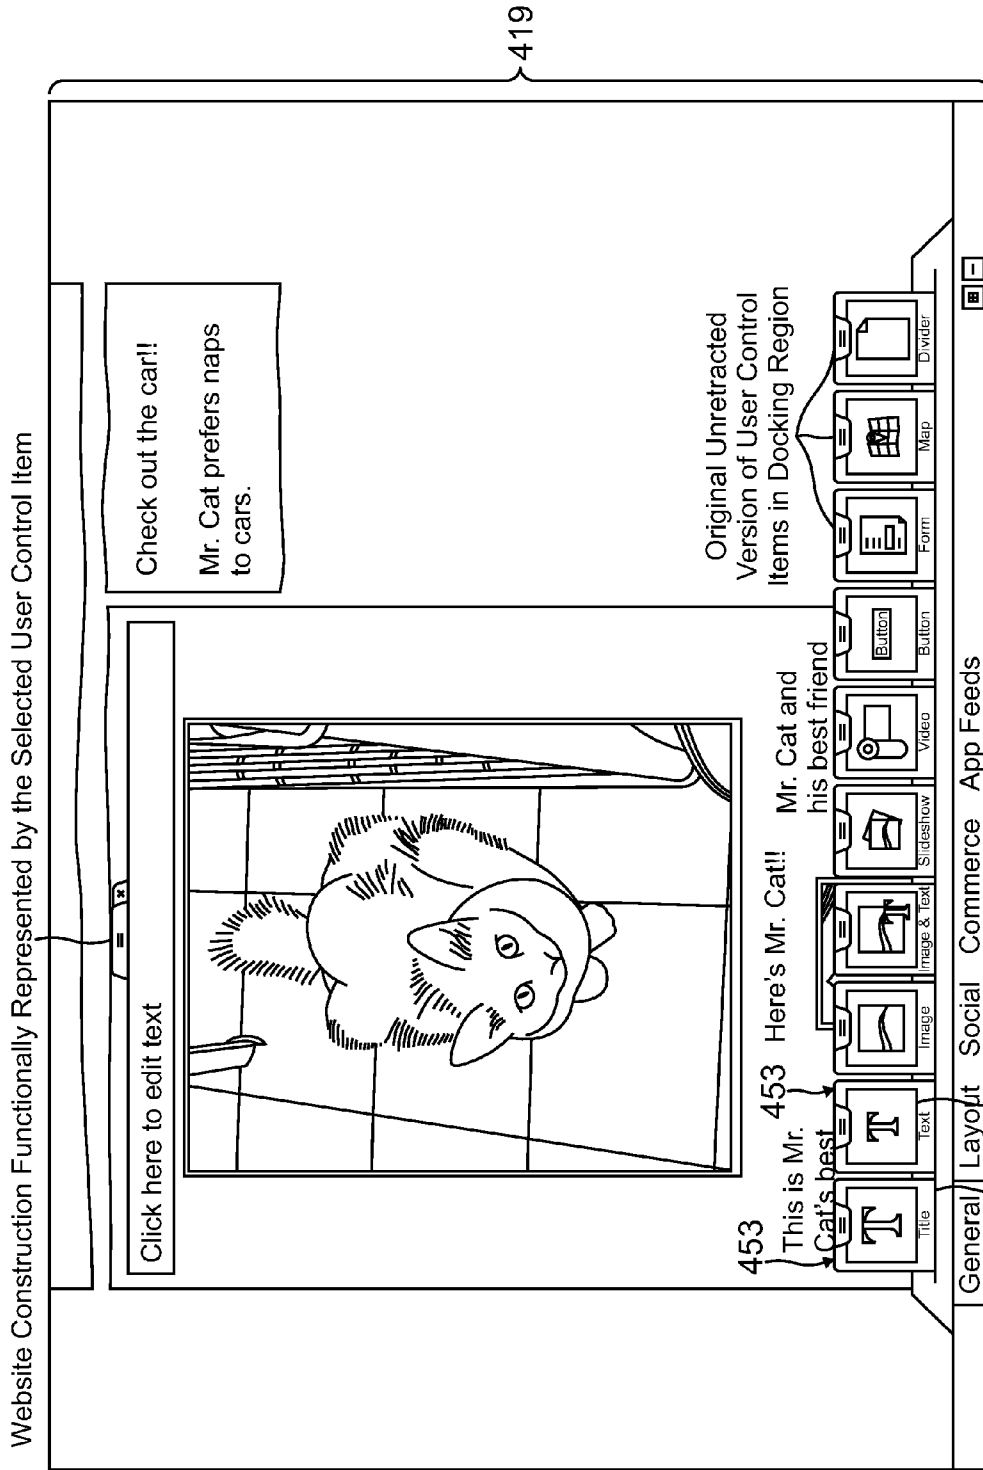 Website Construction Functionally Represented by the Selected User Control Item
419
Click here to edit text
Check out the car!!
Mr. Cat prefers naps
to cars.
Original Unretracted
Version of User Control
Items in Docking Region
453
This is Mr.
Cat's best
453
Here's Mr. Cat!!
Mr. Cat and
his best friend
T
Title
T
Text
Image
T
Image & Text
Slideshow
Video
Button
Button
Form
Map
Divider
General
Layout
Social
Commerce
App Feeds